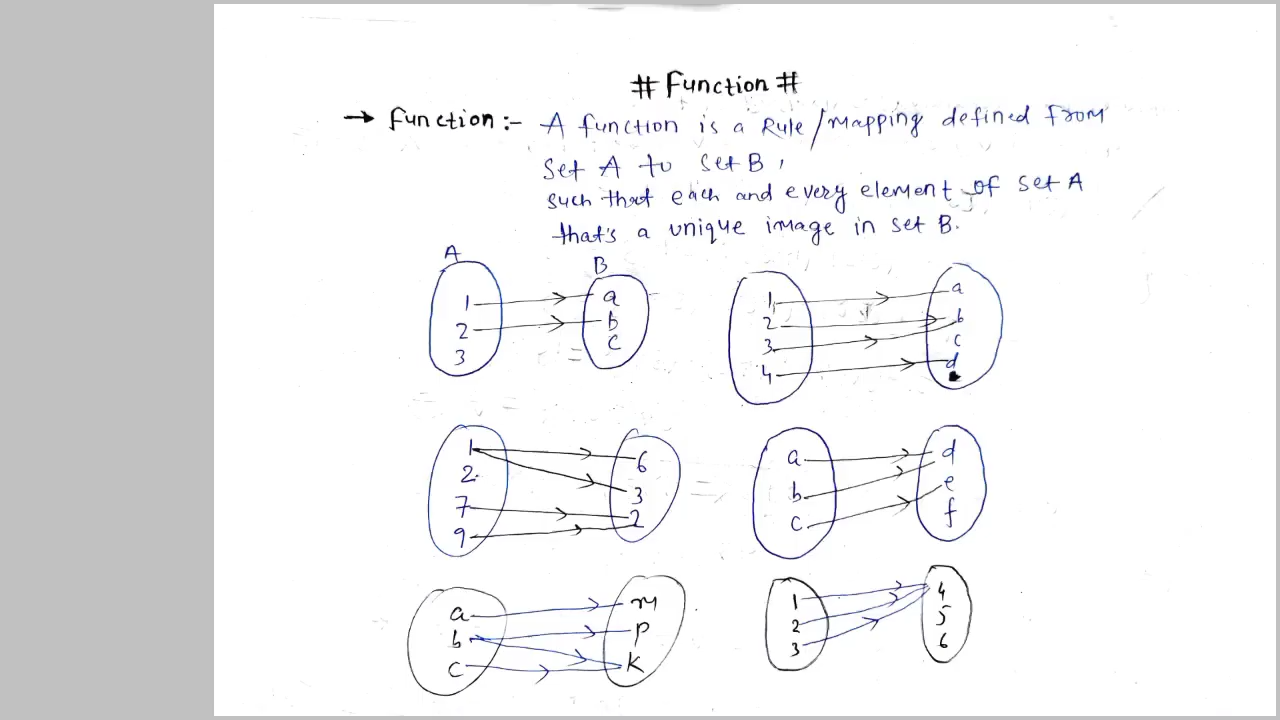 # Function #
→ Function :- A function is a Rule/mapping defined from
set A to set B,
such that each and every element of set A
that's a unique image in set B.
A
B
1 a
2 b
3 c
1 a
2 b
3 c
4 d
1 6
2
7 3
9 2
a d
b e
c f
a m
b p
c k
1 4
2 5
3 6